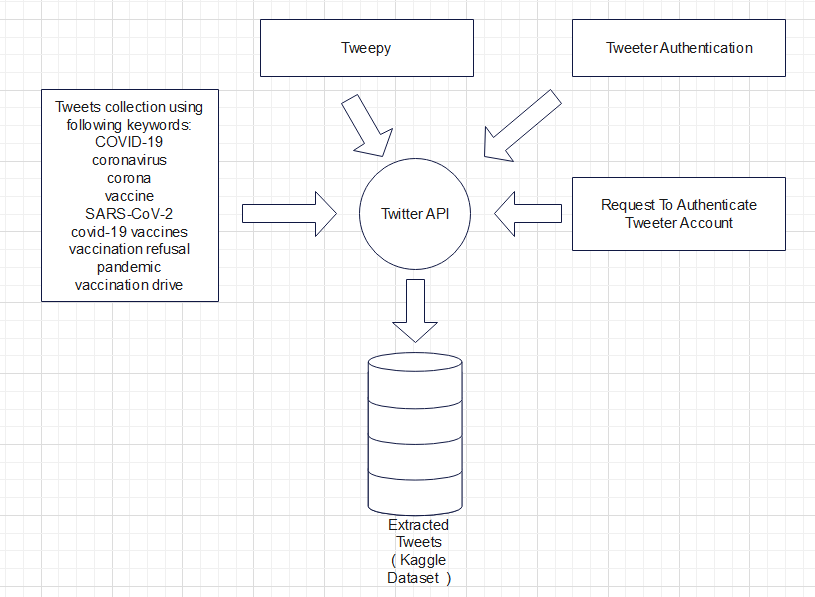 Tweepy
Tweeter Authentication
Tweets collection using
following keywords:
COVID-19
coronavirus
corona
vaccine
SARS-CoV-2
covid-19 vaccines
vaccination refusal
pandemic
vaccination drive
Twitter API
Request To Authenticate
Tweeter Account
Extracted
Tweets
( Kaggle
Dataset )